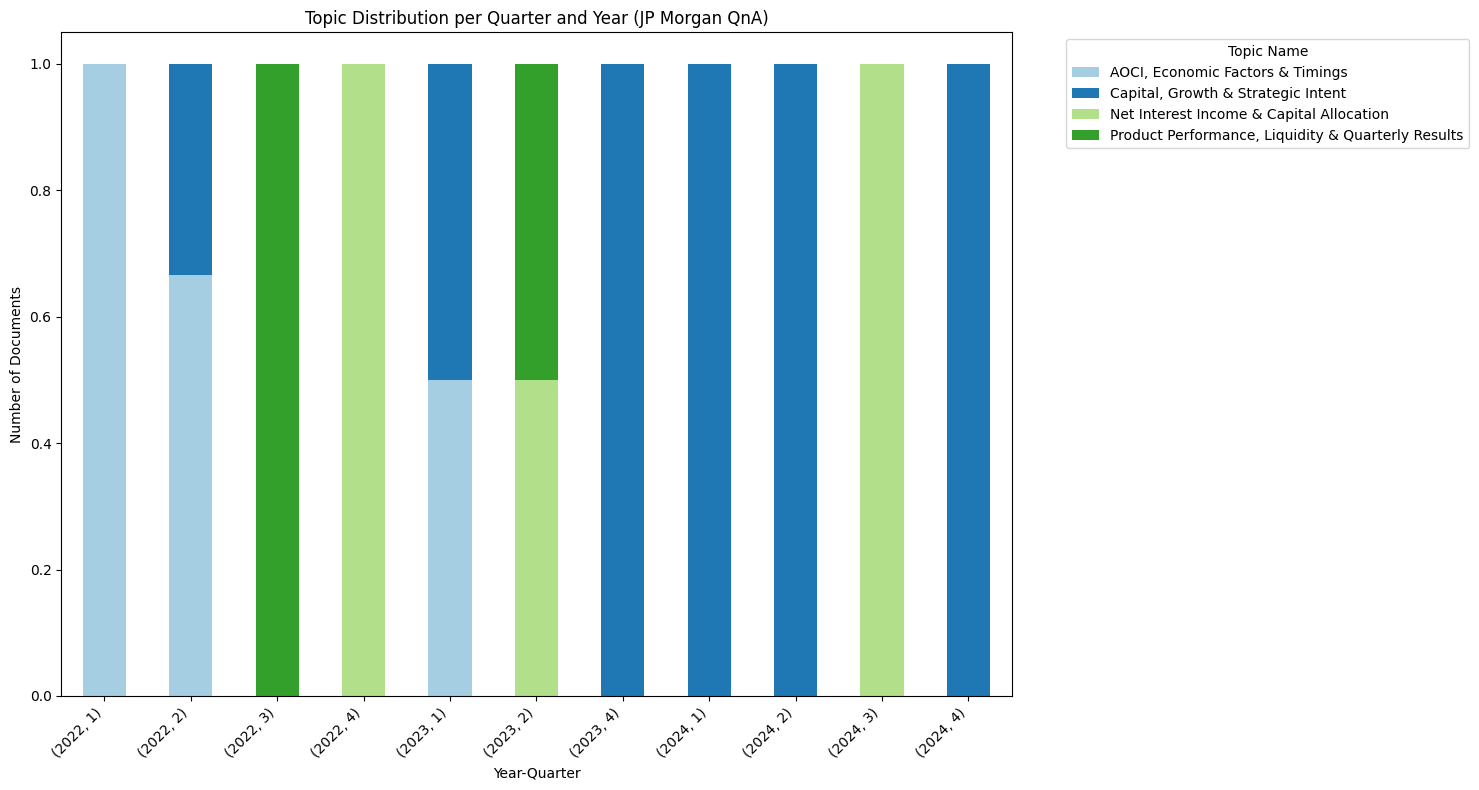 Topic Distribution per Quarter and Year (JP Morgan QnA)
Topic Name
AOCI, Economic Factors & Timings
Capital, Growth & Strategic Intent
Net Interest Income & Capital Allocation
Product Performance, Liquidity & Quarterly Results
Number of Documents
1.0
0.8
0.6
0.4
0.2
0.0
(2022, 1)
(2022, 2)
(2022, 3)
(2022, 4)
(2023, 1)
(2023, 2)
(2023, 4)
(2024, 1)
(2024, 2)
(2024, 3)
(2024, 4)
Year-Quarter